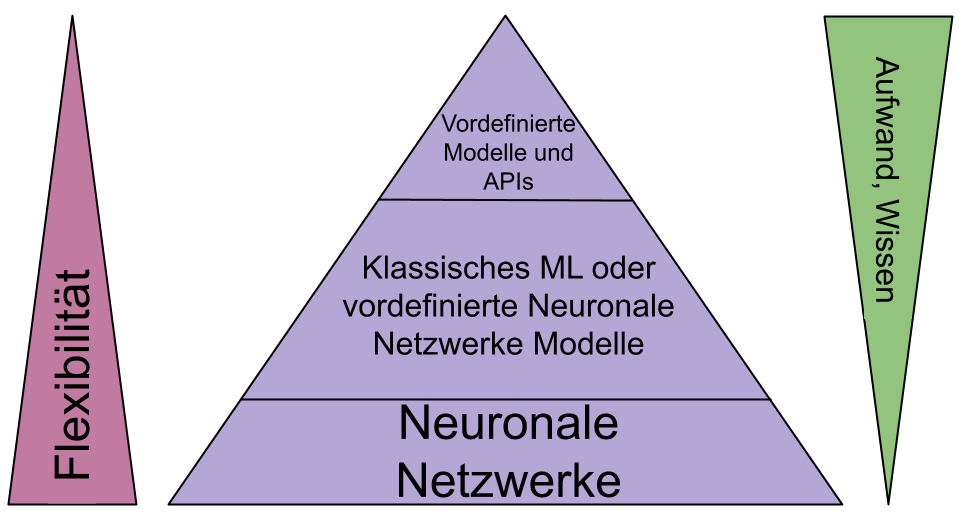 Flexibilität
Vordefinierte
Modelle und
APIs
Klassisches ML oder
vordefinierte Neuronale
Netzwerke Modelle
Neuronale
Netzwerke
Aufwand, Wissen